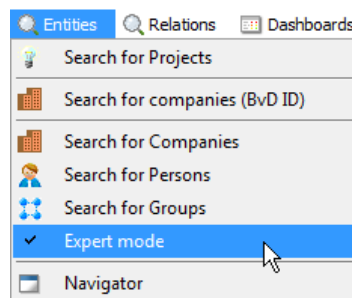 Entities Relations Dashboards
Search for Projects
Search for companies (BvD ID)
Search for Companies
Search for Persons
Search for Groups
Expert mode
Navigator